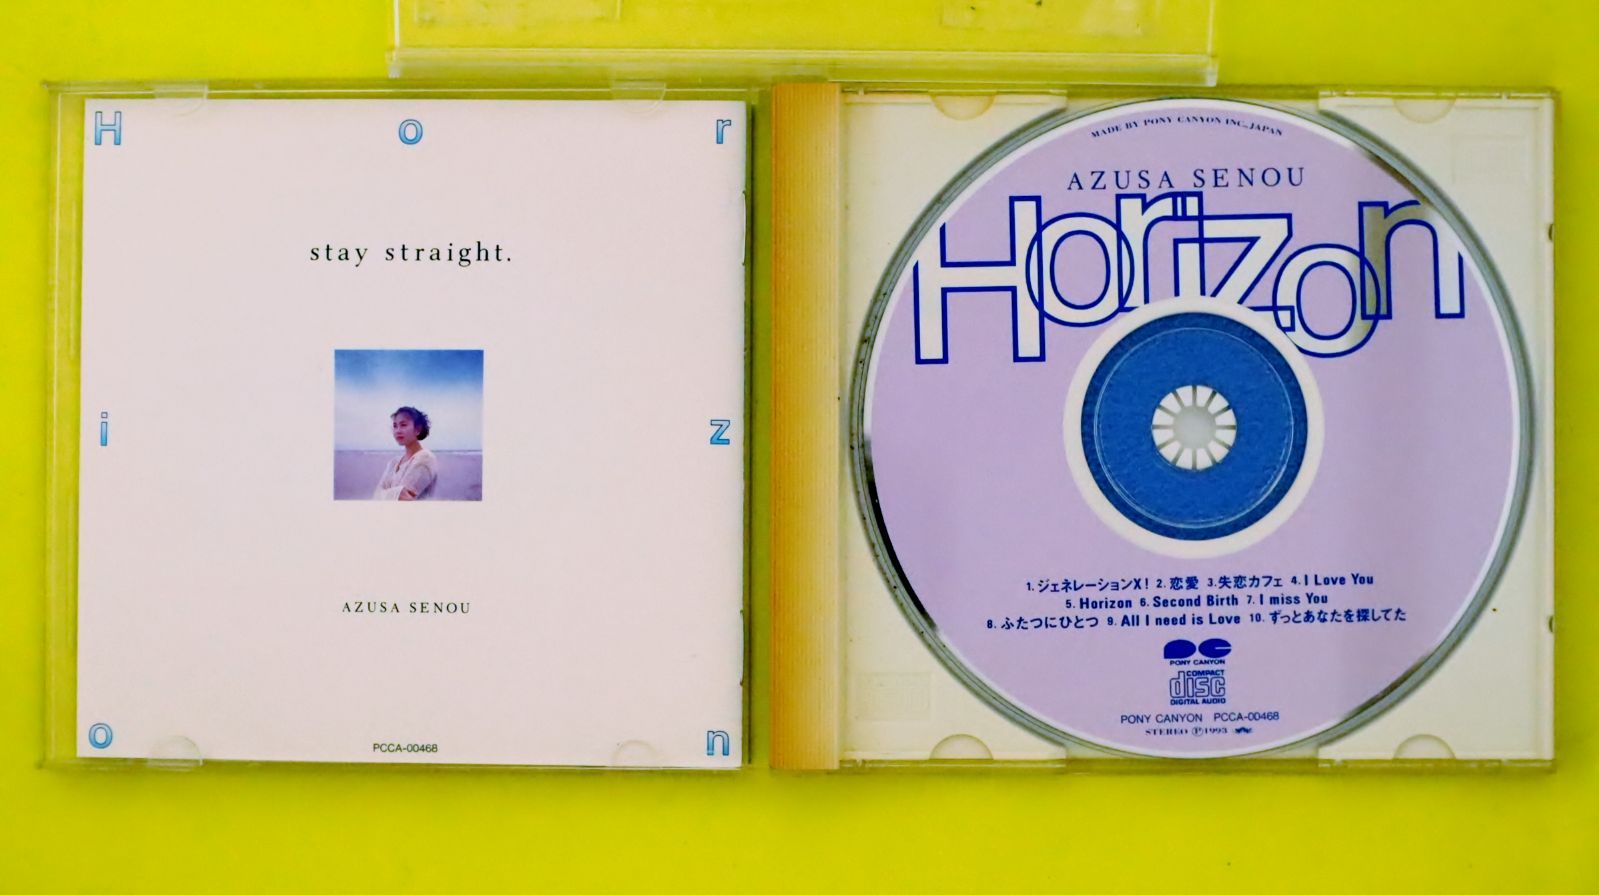 H o r
stay straight.
i z
AZUSA SENOU
o n
PCCA-00468
MADE BY PONY CANYON INC., JAPAN
AZUSA SENOU
Horizon
1. ジェネレーションX! 2. 恋愛 3. 失恋カフェ 4. I Love You
5. Horizon 6. Second Birth 7. I miss You
8. ふたつにひとつ 9. All I need is Love 10. ずっとあなたを探してた
PC
PONY CANYON
COMPACT
disc
DIGITAL AUDIO
PONY CANYON PCCA-00468
STEREO Ⓟ1993